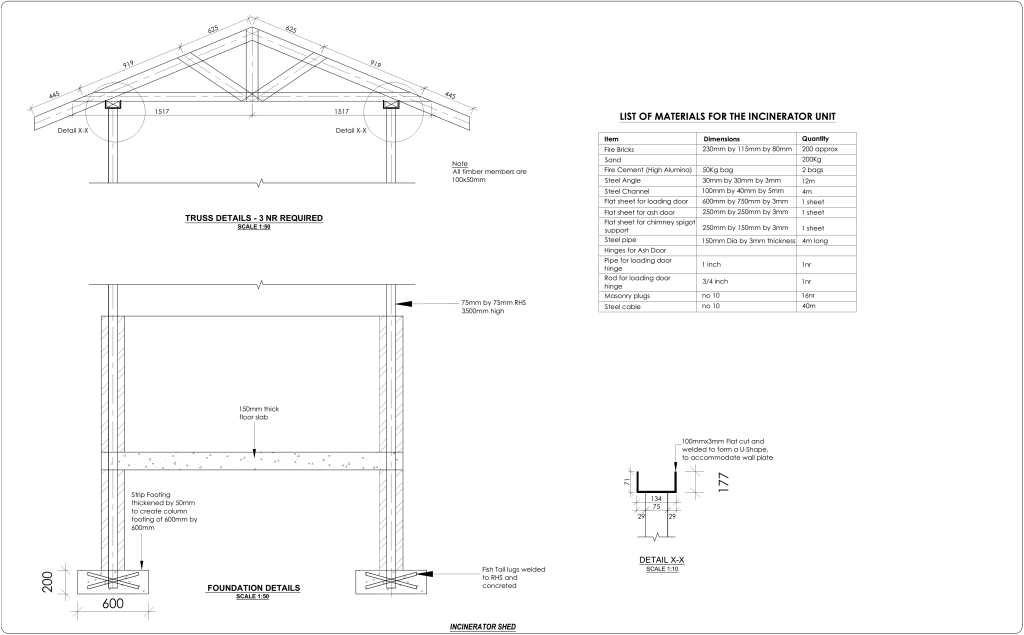 625
625
919
919
445
445
1517
1517
Detail X-X
Detail X-X
Note
All timber members are
100x50mm
TRUSS DETAILS - 3 NR REQUIRED
SCALE 1:50
LIST OF MATERIALS FOR THE INCINERATOR UNIT
Item Dimensions Quantity
Fire Bricks 230mm by 115mm by 80mm 200 approx
Sand 200Kg
Fire Cement (High Alumina) 50Kg bag 2 bags
Steel Angle 30mm by 30mm by 3mm 12m
Steel Channel 100mm by 40mm by 5mm 4m
Flat sheet for loading door 600mm by 750mm by 3mm 1 sheet
Flat sheet for ash door 250mm by 250mm by 3mm 1 sheet
Flat sheet for chimney spigot
support 250mm by 150mm by 3mm 1 sheet
Steel pipe 150mm Dia by 3mm thickness 4m long
Hinges for Ash Door
Pipe for loading door
hinge 1 inch 1nr
Rod for loading door
hinge 3/4 inch 1nr
Masonry plugs no 10 16nr
Steel cable no 10 40m
75mm by 75mm RHS
3500mm high
150mm thick
floor slab
Strip Footing
thickened by 50mm
to create column
footing of 600mm by
600mm
200
600
FOUNDATION DETAILS
SCALE 1:50
Fish Tail lugs welded
to RHS and
concreted
100mmx3mm Flat cut and
welded to form a U-Shape,
to accommodate wall plate
71
177
134
75
29
29
DETAIL X-X
SCALE 1:10
INCINERATOR SHED